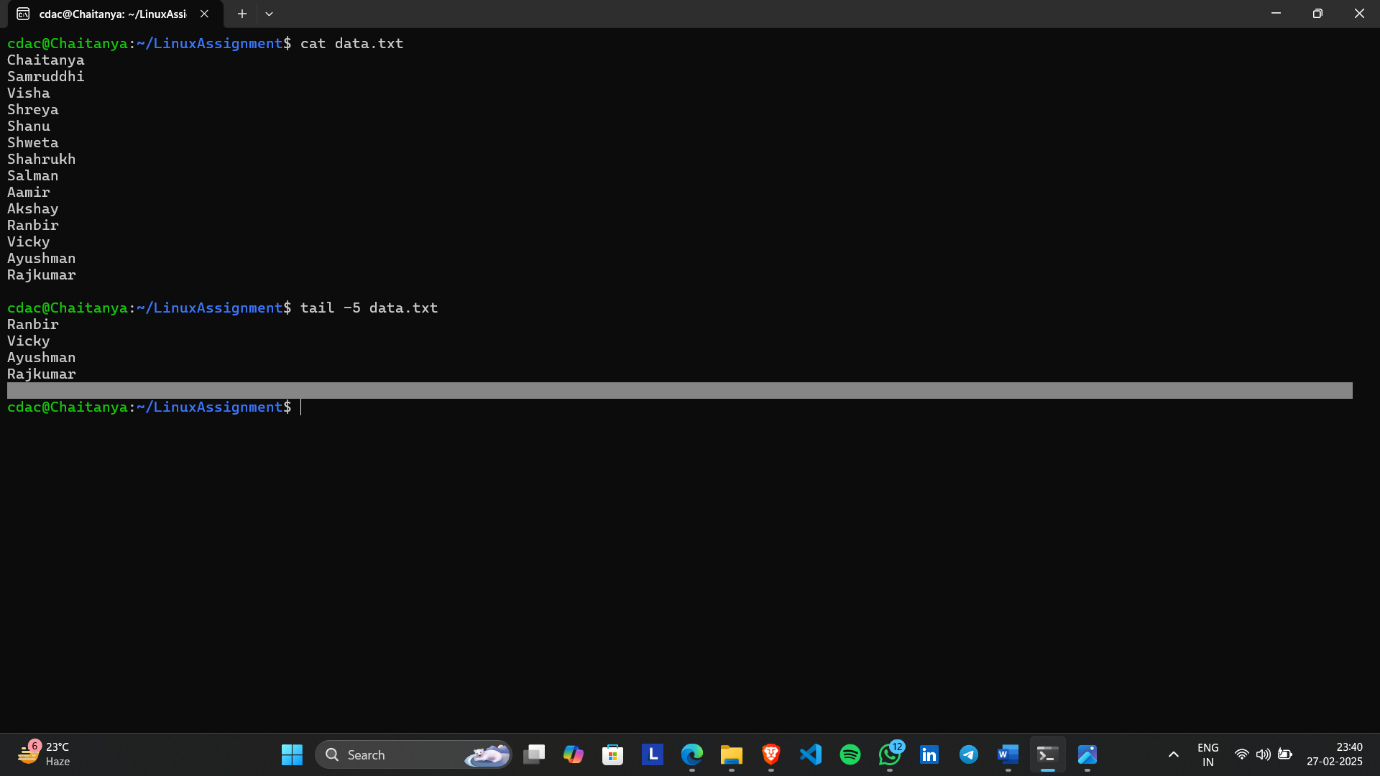 cdac@Chaitanya: ~/LinuxAssi
cdac@Chaitanya:~/LinuxAssignment$ cat data.txt
Chaitanya
Samruddhi
Visha
Shreya
Shanu
Shweta
Shahrukh
Salman
Aamir
Akshay
Ranbir
Vicky
Ayushman
Rajkumar
cdac@Chaitanya:~/LinuxAssignment$ tail -5 data.txt
Ranbir
Vicky
Ayushman
Rajkumar
cdac@Chaitanya:~/LinuxAssignment$
6
23°C
Haze
Search
L
12
W
ENG
IN
23:40
27-02-2025